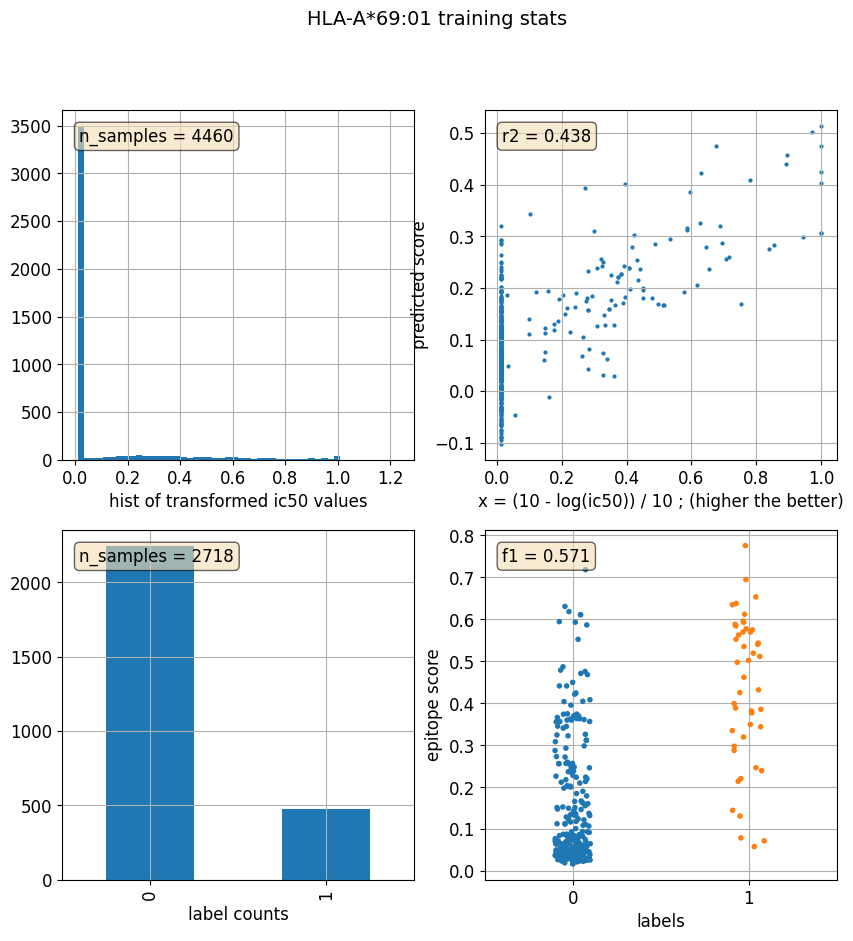 HLA-A*69:01 training stats
n_samples = 4460
3500
3000
2500
2000
1500
1000
500
0
0.0 0.2 0.4 0.6 0.8 1.0 1.2
hist of transformed ic50 values
r2 = 0.438
predicted score
0.5
0.4
0.3
0.2
0.1
0.0
−0.1
0.0 0.2 0.4 0.6 0.8 1.0
x = (10 - log(ic50)) / 10 ; (higher the better)
n_samples = 2718
2000
1500
1000
500
0
0 1
label counts
f1 = 0.571
epitope score
0.8
0.7
0.6
0.5
0.4
0.3
0.2
0.1
0.0
0 1
labels